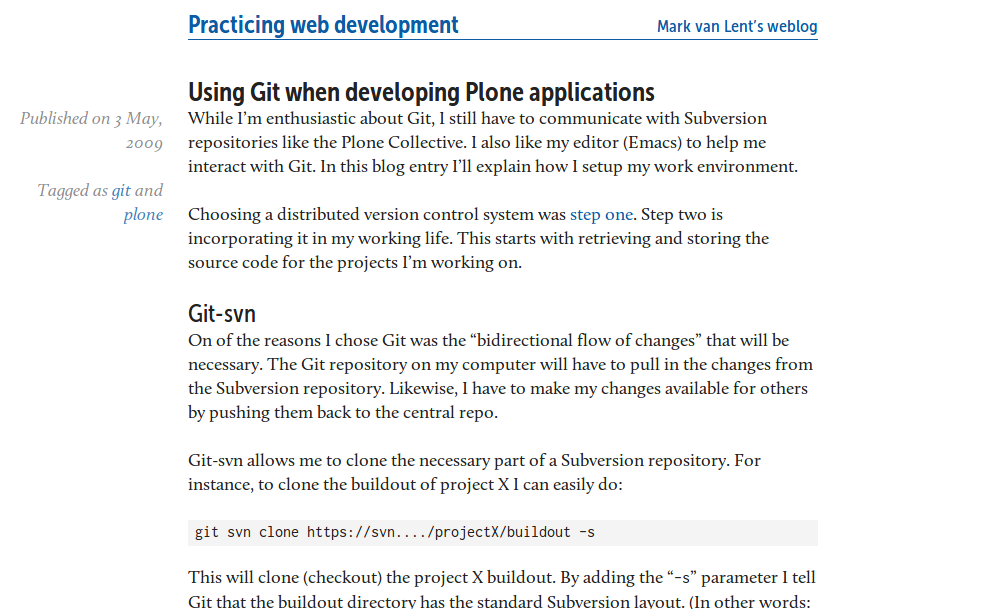 Practicing web development
Mark van Lent's weblog
Using Git when developing Plone applications
Published on 3 May,
2009
Tagged as git and
plone
While I'm enthusiastic about Git, I still have to communicate with Subversion
repositories like the Plone Collective. I also like my editor (Emacs) to help me
interact with Git. In this blog entry I'll explain how I setup my work environment.
Choosing a distributed version control system was step one. Step two is
incorporating it in my working life. This starts with retrieving and storing the
source code for the projects I'm working on.
Git-svn
On of the reasons I chose Git was the “bidirectional flow of changes” that will be
necessary. The Git repository on my computer will have to pull in the changes from
the Subversion repository. Likewise, I have to make my changes available for others
by pushing them back to the central repo.
Git-svn allows me to clone the necessary part of a Subversion repository. For
instance, to clone the buildout of project X I can easily do:
git svn clone https://svn..../projectX/buildout -s
This will clone (checkout) the project X buildout. By adding the “-s” parameter I tell
Git that the buildout directory has the standard Subversion layout. (In other words: